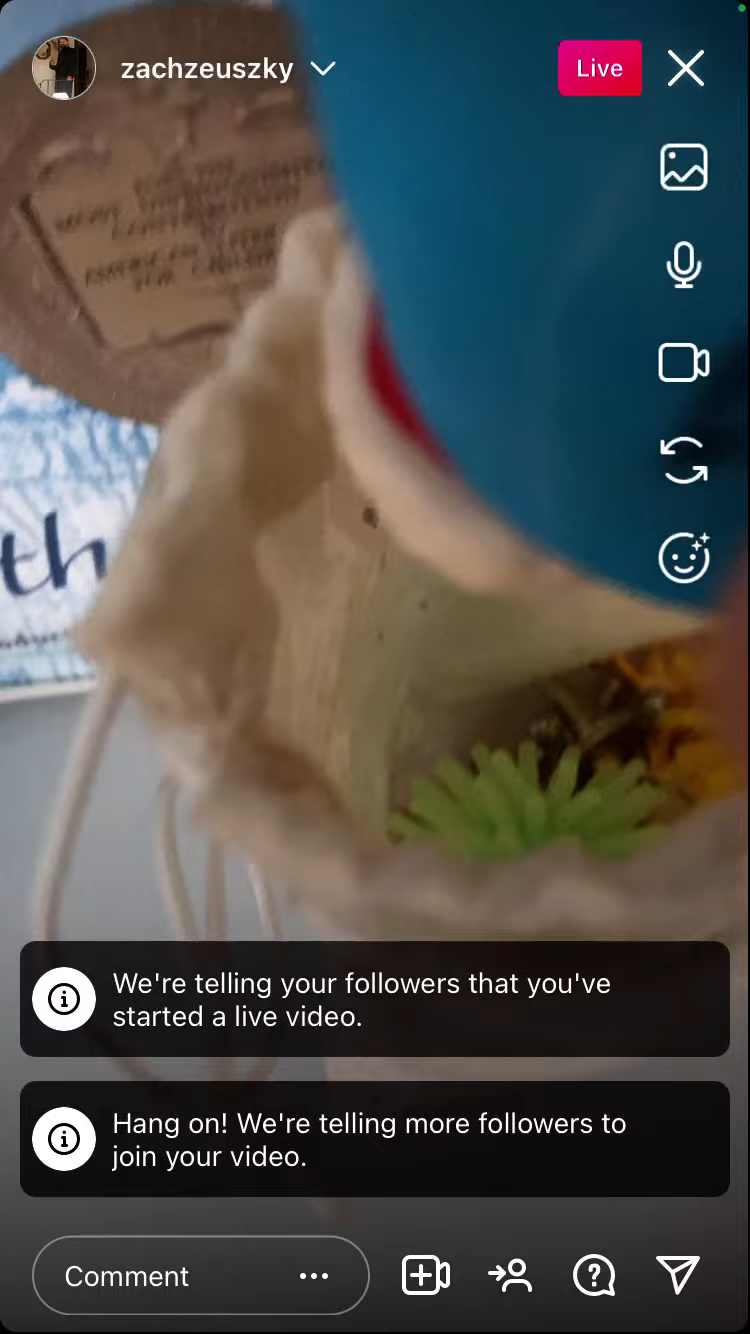 zachzeuszky
Live
th
We're telling your followers that you've
started a live video.
Hang on! We're telling more followers to
join your video.
Comment